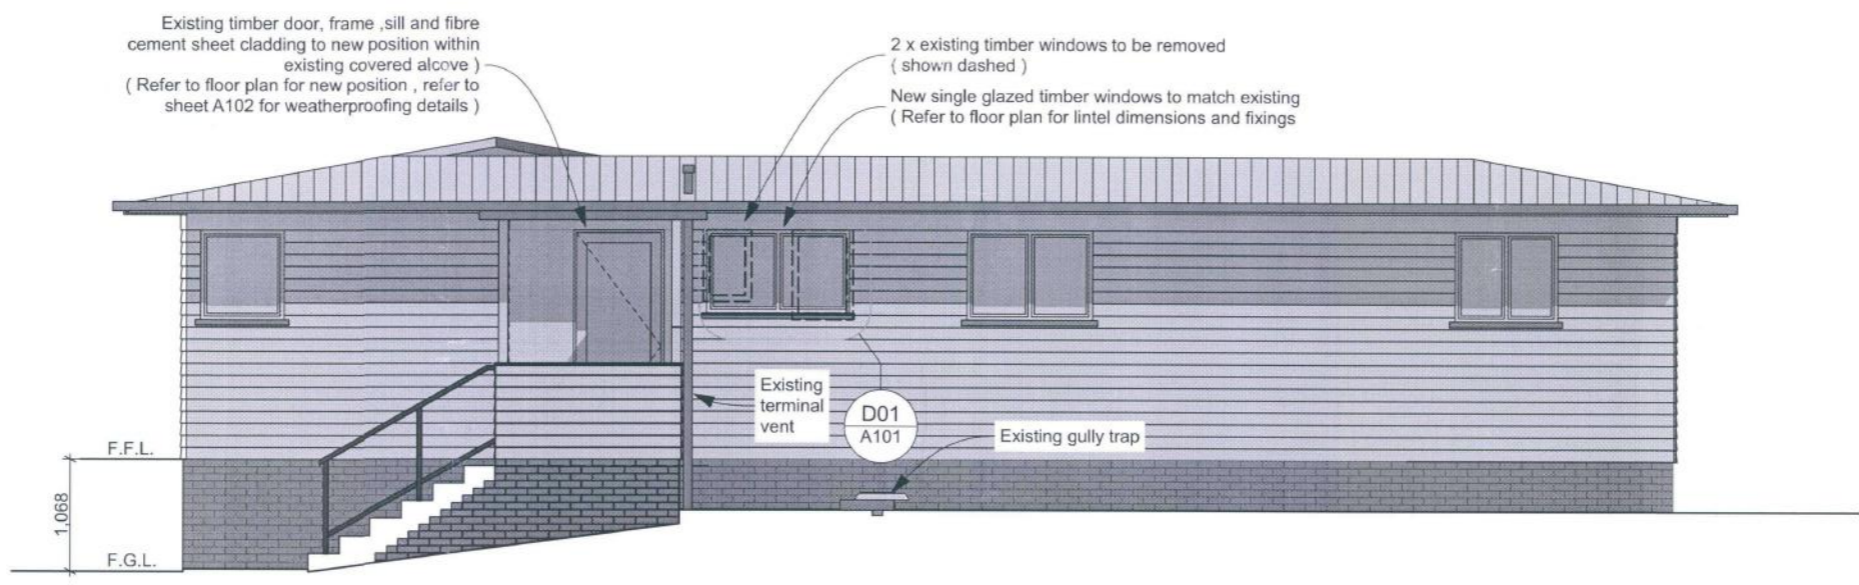 Existing timber door, frame ,sill and fibre
cement sheet cladding to new position within
existing covered alcove )
( Refer to floor plan for new position , refer to
sheet A102 for weatherproofing details )
2 x existing timber windows to be removed
( shown dashed )
New single glazed timber windows to match existing
( Refer to floor plan for lintel dimensions and fixings
Existing
terminal
vent
D01
A101
Existing gully trap
F.F.L.
1,068
F.G.L.